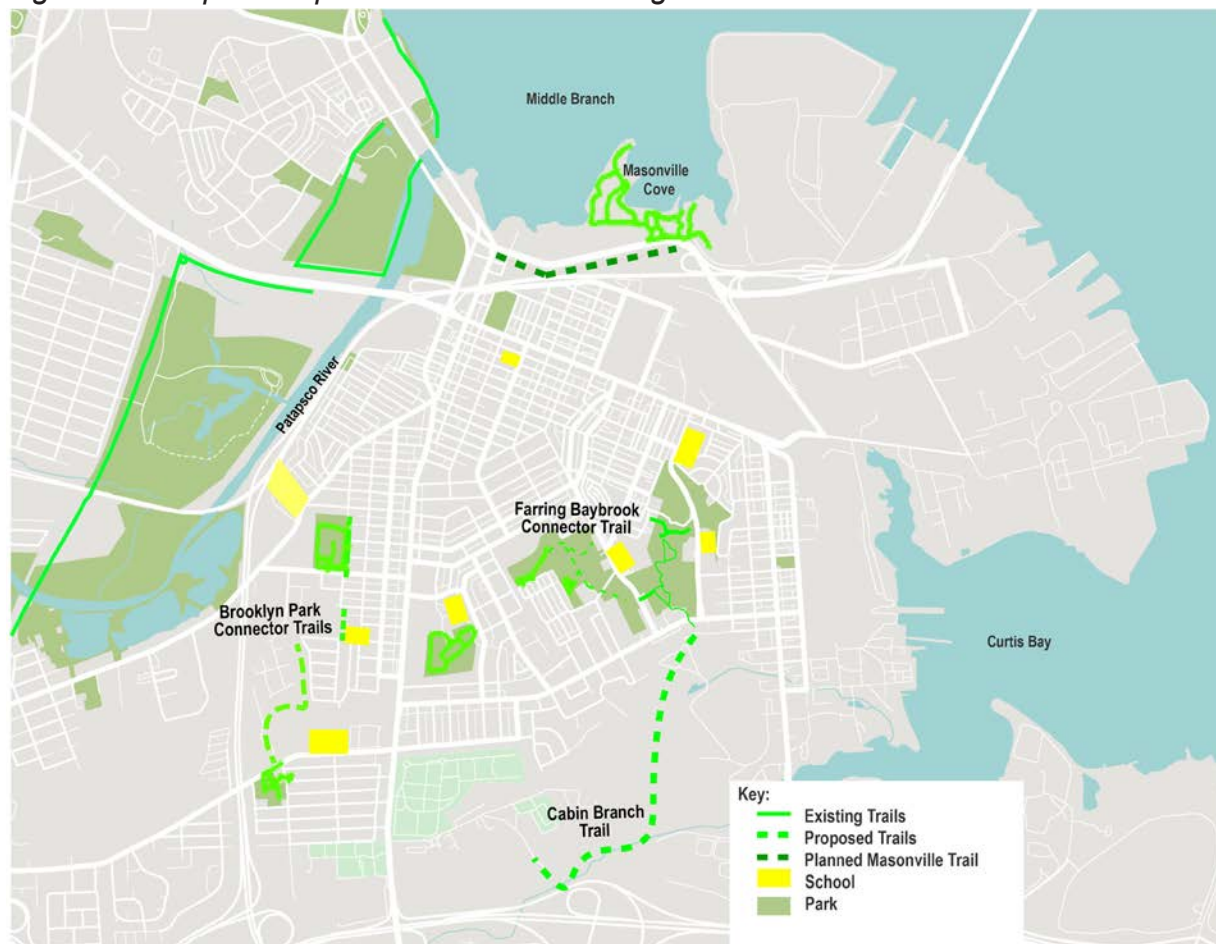 Middle Branch
Masonville
Cove
Patapsco River
Farring Baybrook
Connector Trail
Brooklyn Park
Connector Trails
Curtis Bay
Cabin Branch
Trail
Key:
Existing Trails
Proposed Trails
Planned Masonville Trail
School
Park